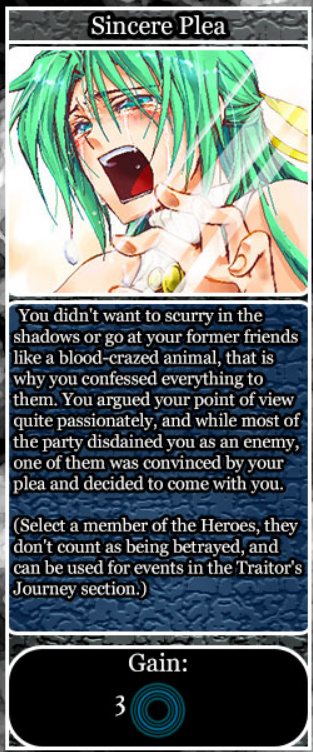 Sincere Plea
You didn't want to scurry in the
shadows or go at your former friends
like a blood-crazed animal, that is
why you confessed everything to
them. You argued your point of view
quite passionately, and while most of
the party disdained you as an enemy,
one of them was convinced by your
plea and decided to come with you.
(Select a member of the Heroes, they
don't count as being betrayed, and
can be used for events in the Traitor's
Journey section.)
Gain:
3